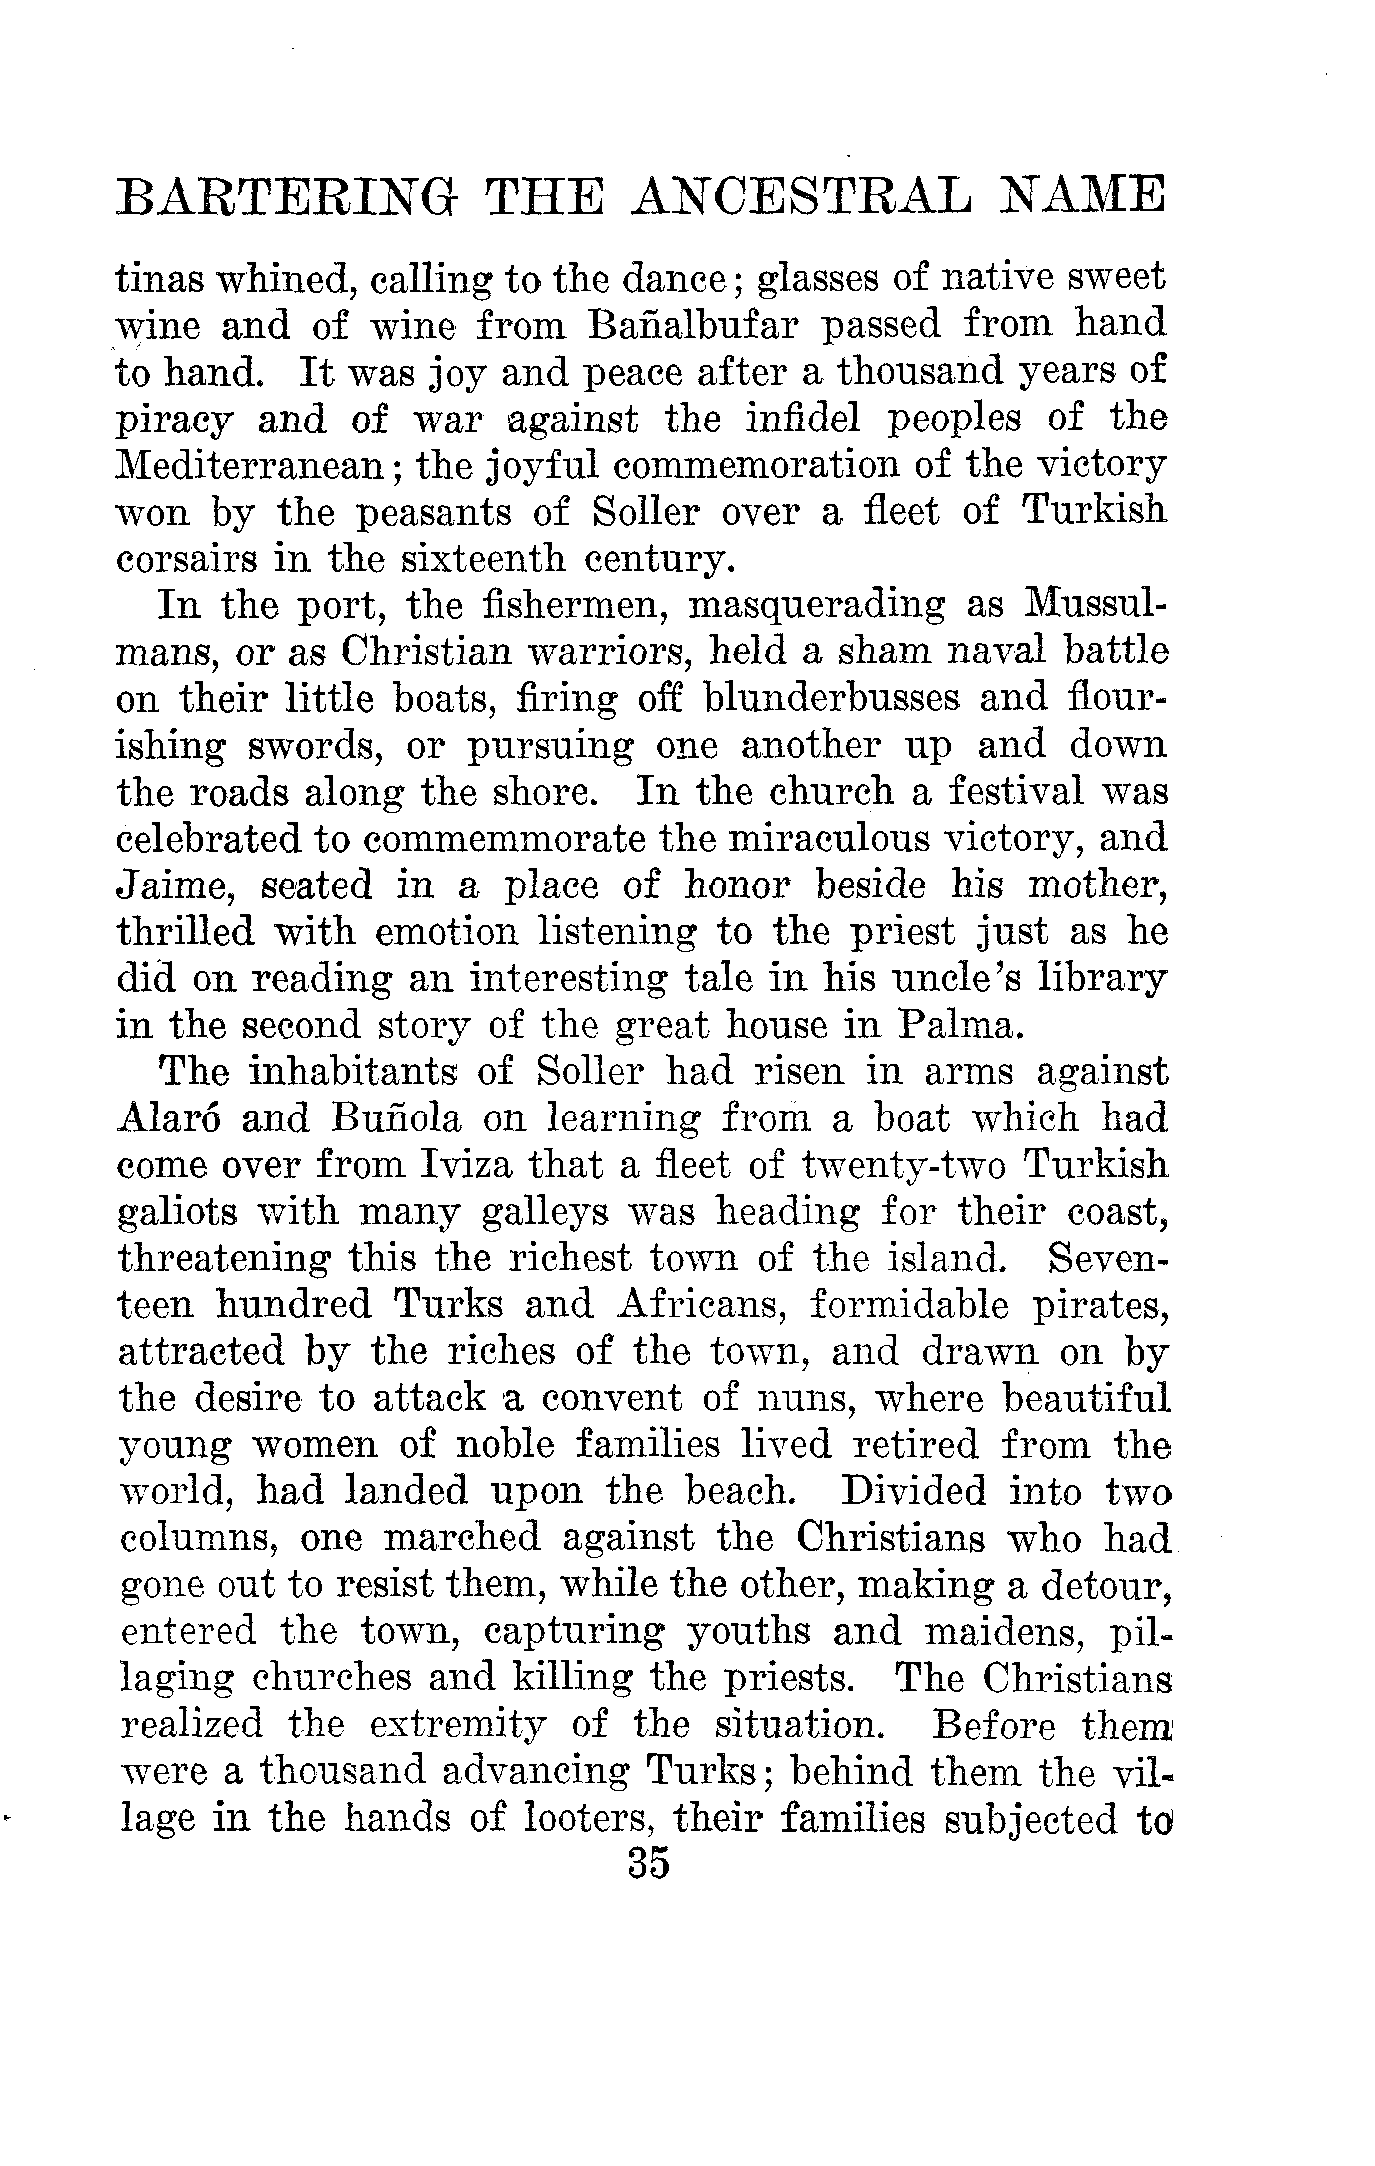 BARTERING THE ANCESTRAL NAME
tinas whined, calling to the dance; glasses of native sweet
wine and of wine from Bañalbufar passed from hand
to hand. It was joy and peace after a thousand years of
piracy and of war against the infidel peoples of the
Mediterranean; the joyful commemoration of the victory
won by the peasants of Soller over a fleet of Turkish
corsairs in the sixteenth century.
In the port, the fishermen, masquerading as Mussul-
mans, or as Christian warriors, held a sham naval battle
on their little boats, firing off blunderbusses and flour-
ishing swords, or pursuing one another up and down
the roads along the shore. In the church a festival was
celebrated to commemmorate the miraculous victory, and
Jaime, seated in a place of honor beside his mother,
thrilled with emotion listening to the priest just as he
did on reading an interesting tale in his uncle's library
in the second story of the great house in Palma.
The inhabitants of Soller had risen in arms against
Alaró and Buñola on learning from a boat which had
come over from Iviza that a fleet of twenty-two Turkish
galiots with many galleys was heading for their coast,
threatening this the richest town of the island. Seven-
teen hundred Turks and Africans, formidable pirates,
attracted by the riches of the town, and drawn on by
the desire to attack a convent of nuns, where beautiful
young women of noble families lived retired from the
world, had landed upon the beach. Divided into two
columns, one marched against the Christians who had
gone out to resist them, while the other, making a detour,
entered the town, capturing youths and maidens, pil-
laging churches and killing the priests. The Christians
realized the extremity of the situation. Before them
were a thousand advancing Turks; behind them the vil-
lage in the hands of looters, their families subjected to
35